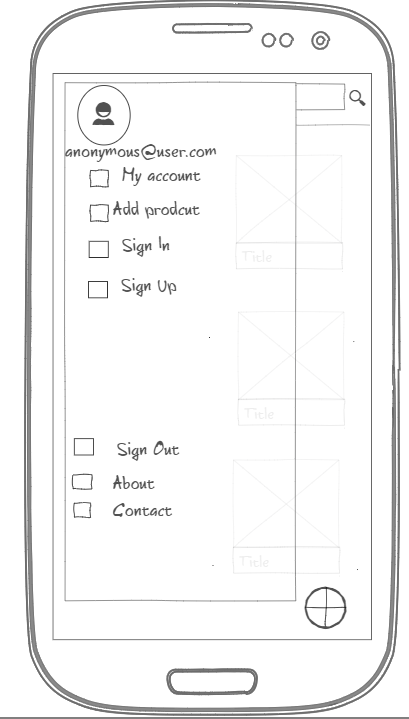 anonymous@user.com
My account
Add prodcut
Sign In
Title
Sign Up
Title
Sign Out
About
Contact
Title